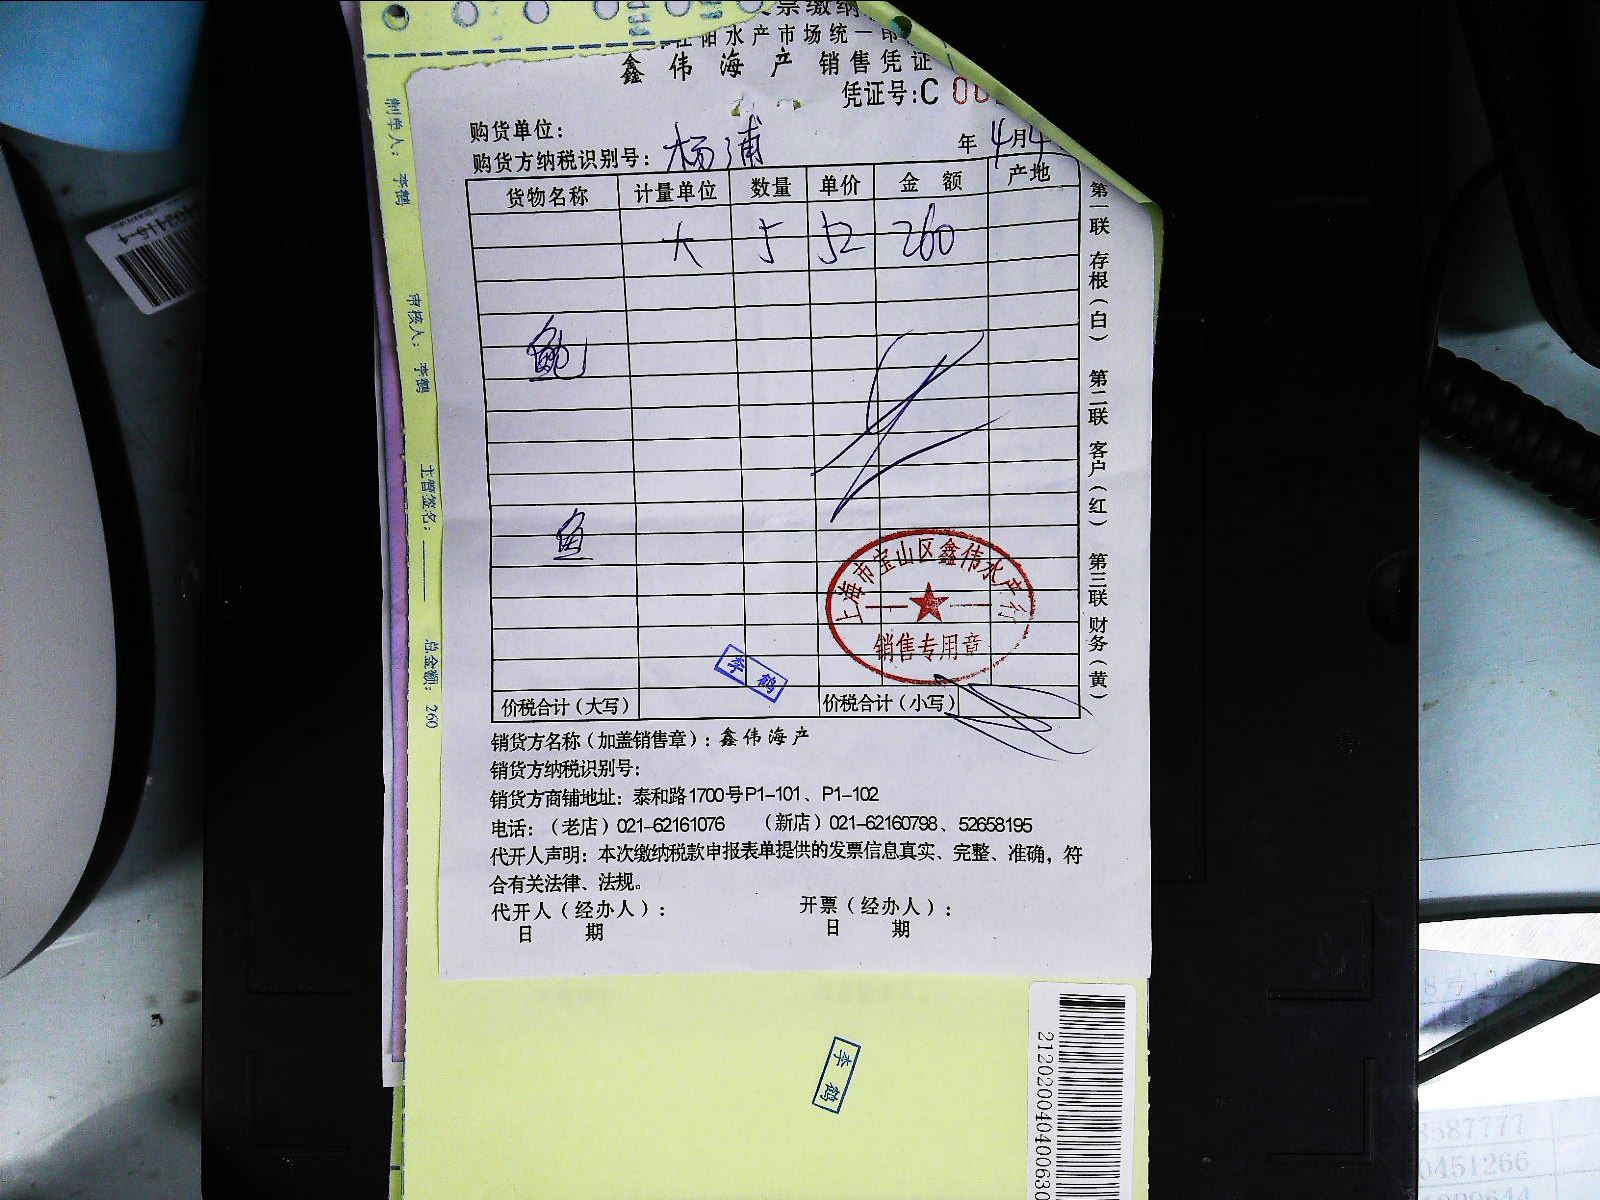 票缴纳
江阳水产市场统一印
鑫伟海产 销售凭证
凭证号:C 00
购货单位:
购货方纳税识别号: 杨浦
年 4月4
货物名称 计量单位 数量 单价 金额 产地
大 5 52 260
鲍
鱼
上海市宝山区鑫伟水产行
销售专用章
李鹤
价税合计(大写) 价税合计(小写)
销货方名称(加盖销售章): 鑫伟海产
销货方纳税识别号:
销货方商铺地址: 泰和路1700号P1-101、P1-102
电话:(老店)021-62161076 (新店)021-62160798、52658195
代开人声明: 本次缴纳税款申报表单提供的发票信息真实、完整、准确, 符
合有关法律、法规。
代开人(经办人): 开票(经办人):
日 期 日 期
第一联 存根(白) 第二联 客户(红) 第三联 财务(黄)
制单人: 李鹤 审核人: 李鹤 主管签名: 总金额: 260
李鹤
212020040400630
403416-4
8587777
0451266